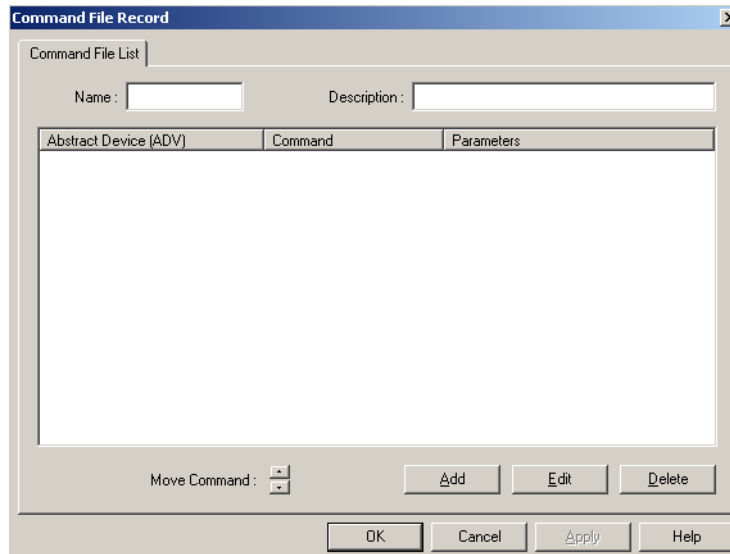 Command File Record
Command File List
Name : Description :
Abstract Device (ADV) Command Parameters
Move Command : Add Edit Delete
OK Cancel Apply Help